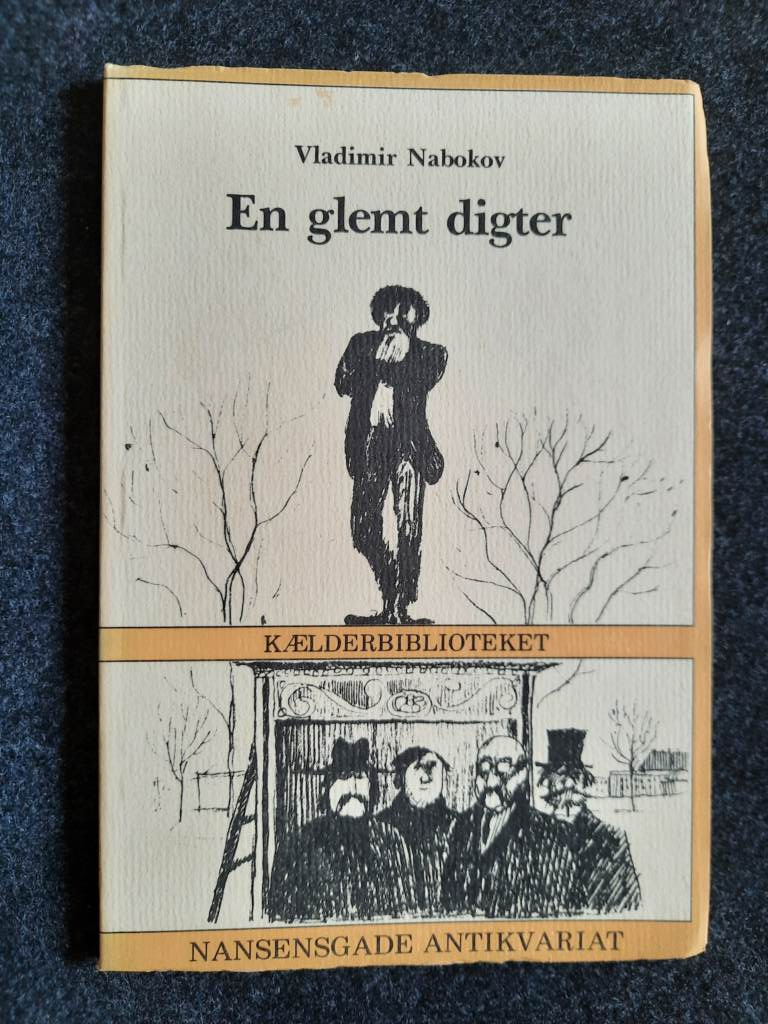 Vladimir Nabokov
En glemt digter
KÆLDERBIBLIOTEKET
NANSENSGADE ANTIKVARIAT